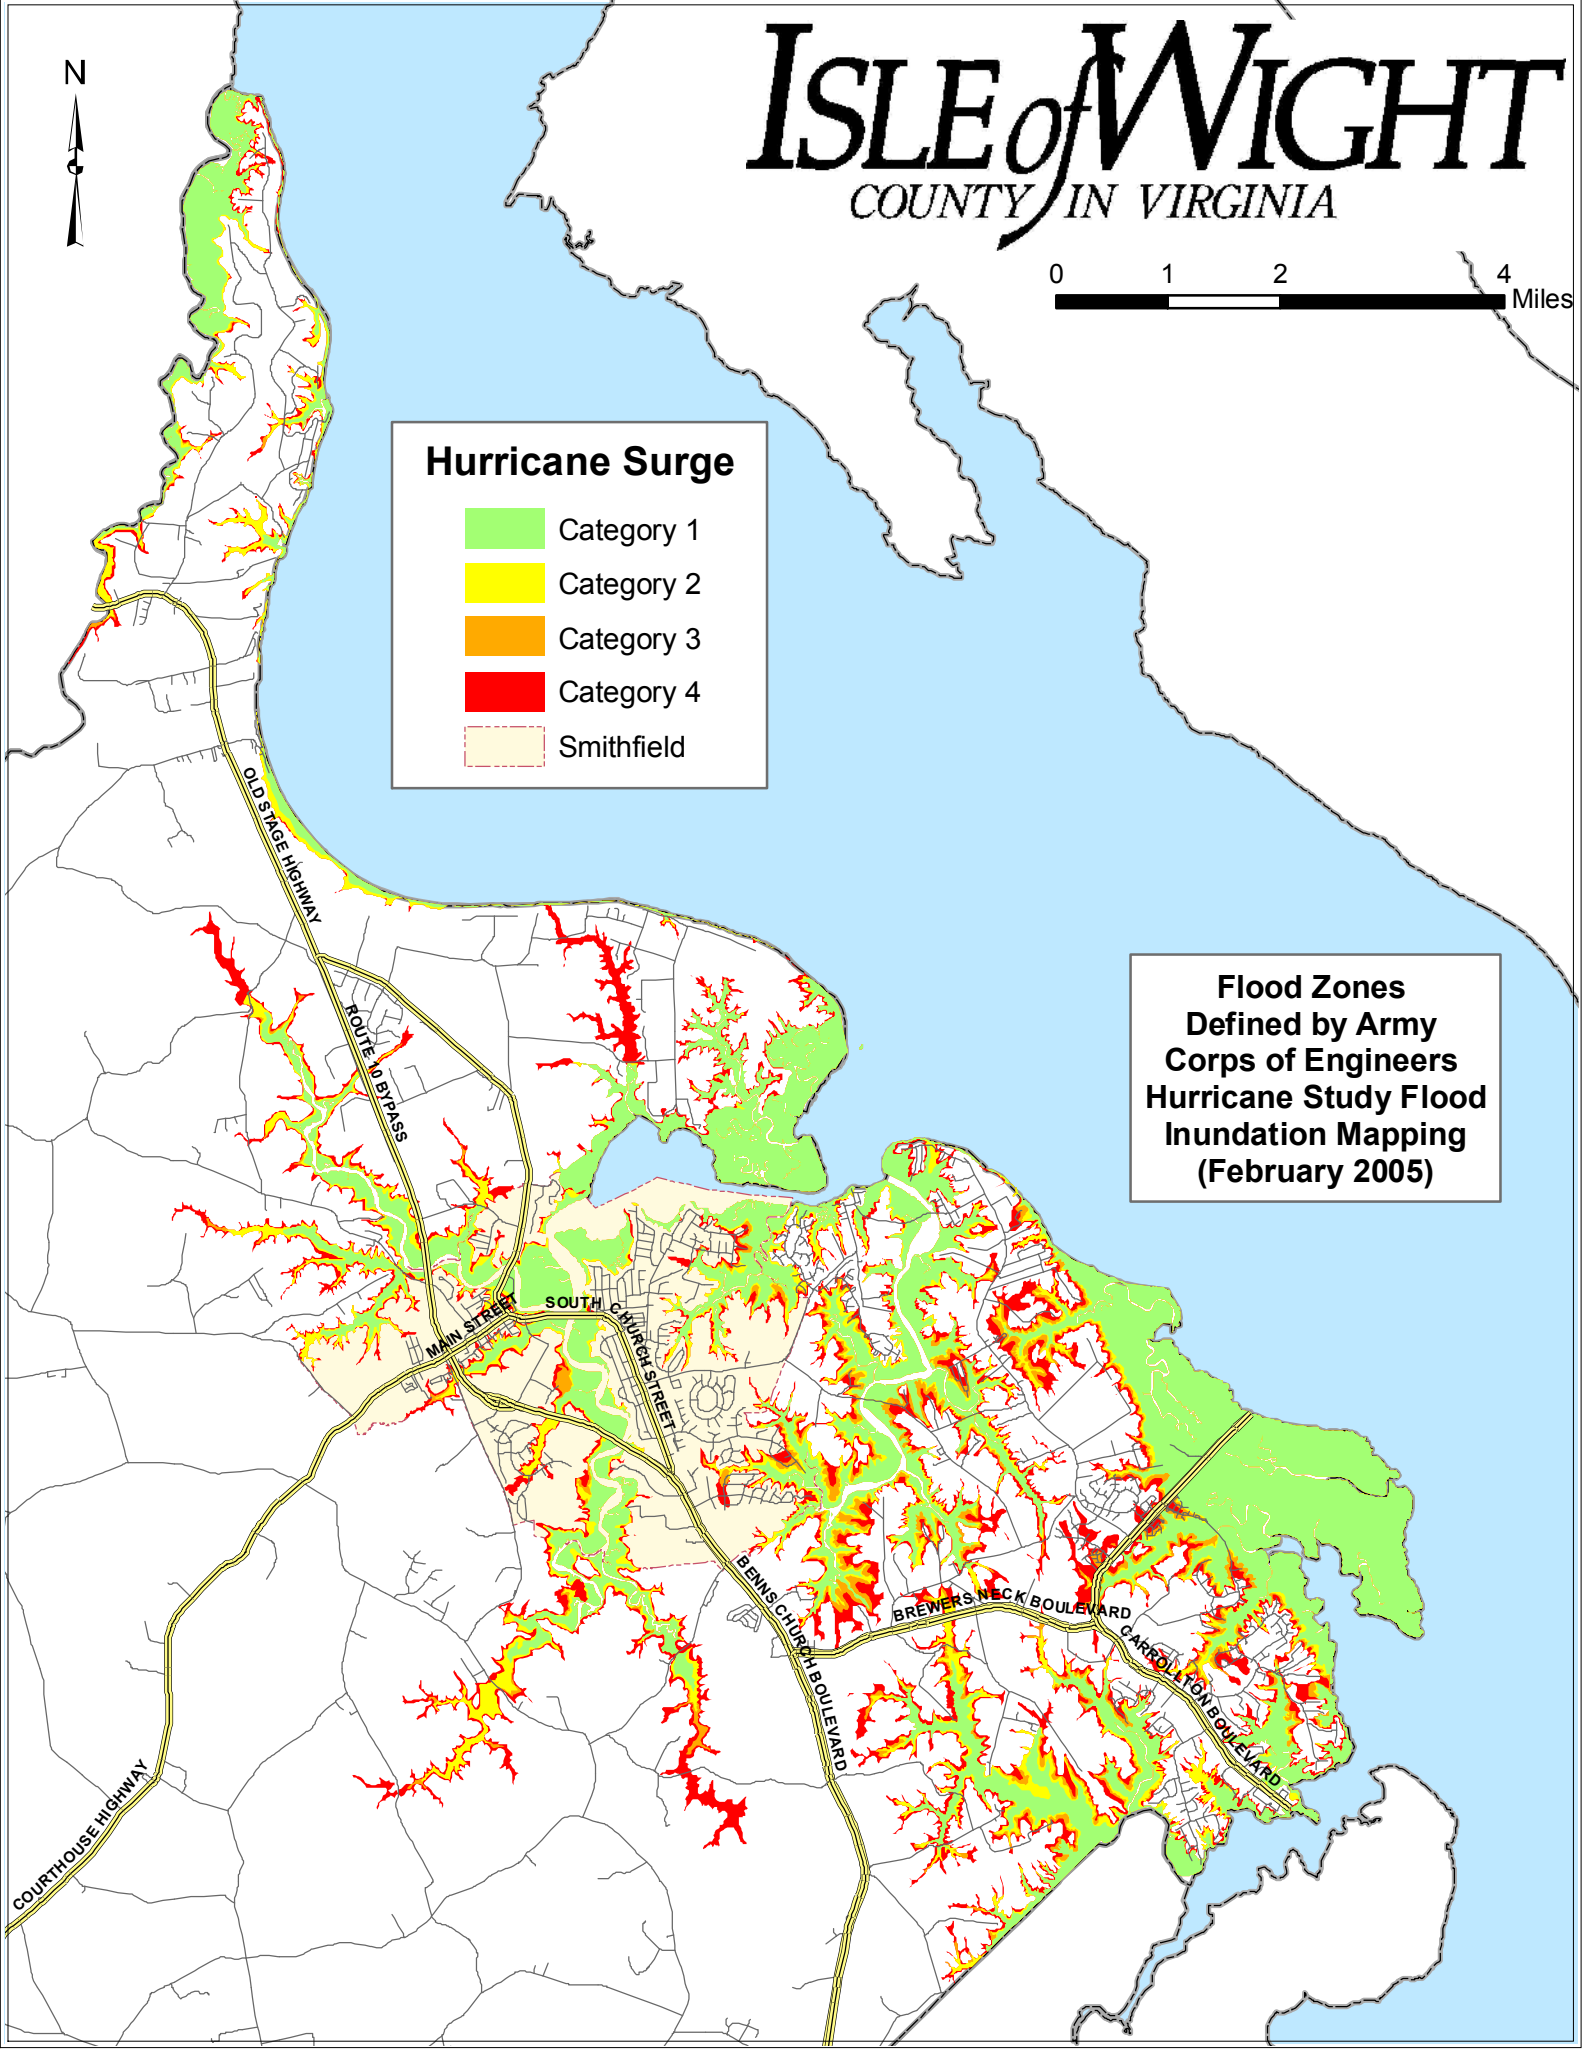 N
ISLE of WIGHT
COUNTY IN VIRGINIA
0 1 2 4
Miles
Hurricane Surge
Category 1
Category 2
Category 3
Category 4
Smithfield
OLD STAGE HIGHWAY
Flood Zones
Defined by Army
Corps of Engineers
Hurricane Study Flood
Inundation Mapping
(February 2005)
ROUTE 10 BYPASS
MAIN STREET
SOUTH CHURCH STREET
BENNS CHURCH BOULEVARD
BREWERS NECK BOULEVARD
CARROLLTON BOULEVARD
COURTHOUSE HIGHWAY